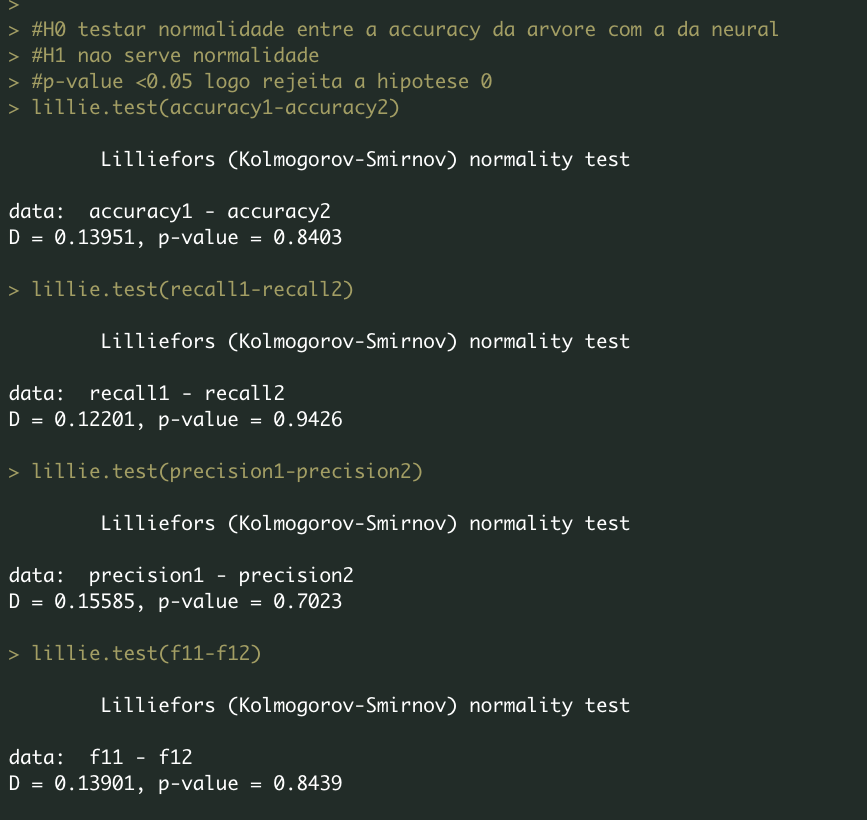 >
> #H0 testar normalidade entre a accuracy da arvore com a da neural
> #H1 nao serve normalidade
> #p-value <0.05 logo rejeita a hipotese 0
> lillie.test(accuracy1-accuracy2)
Lilliefors (Kolmogorov-Smirnov) normality test
data:  accuracy1 - accuracy2
D = 0.13951, p-value = 0.8403
> lillie.test(recall1-recall2)
Lilliefors (Kolmogorov-Smirnov) normality test
data:  recall1 - recall2
D = 0.12201, p-value = 0.9426
> lillie.test(precision1-precision2)
Lilliefors (Kolmogorov-Smirnov) normality test
data:  precision1 - precision2
D = 0.15585, p-value = 0.7023
> lillie.test(f11-f12)
Lilliefors (Kolmogorov-Smirnov) normality test
data:  f11 - f12
D = 0.13901, p-value = 0.8439